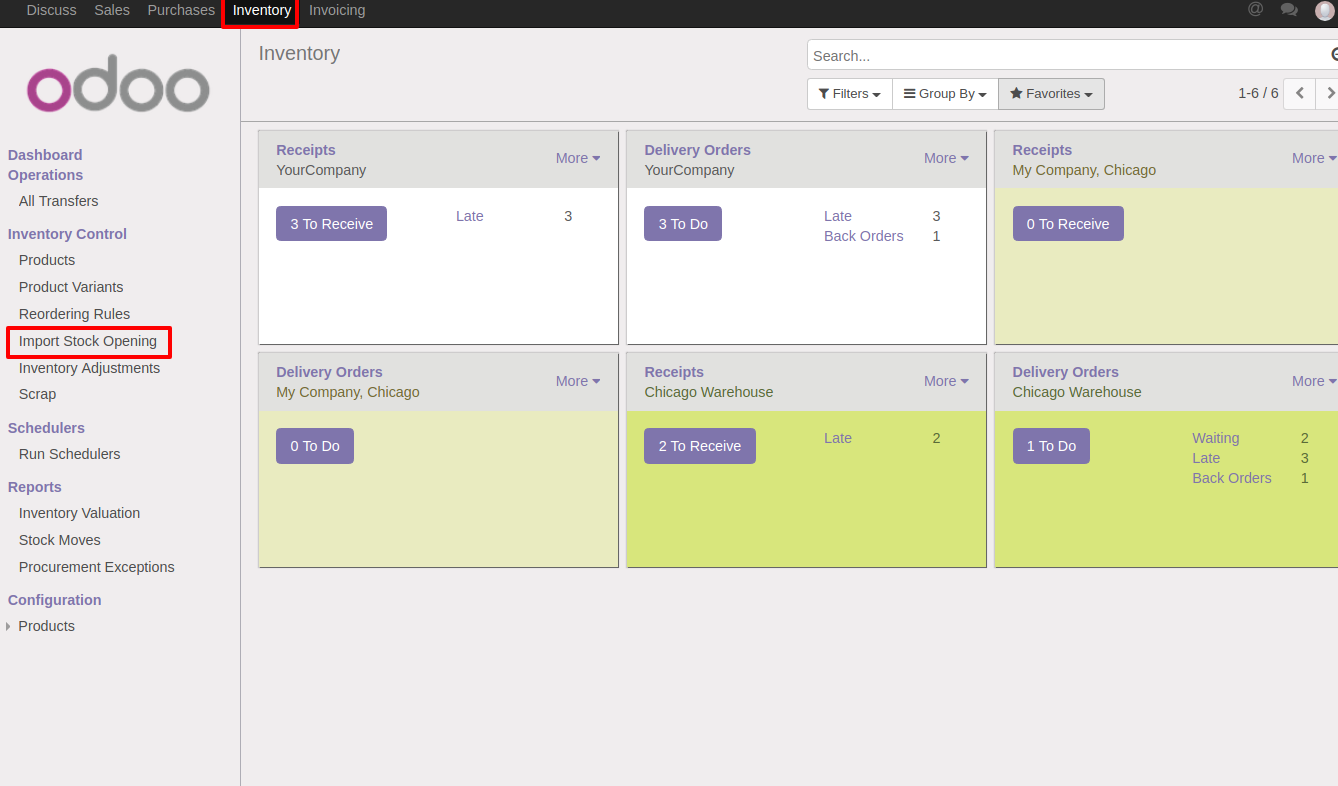 Discuss Sales Purchases Inventory Invoicing
odoo
Dashboard
Operations
All Transfers
Inventory Control
Products
Product Variants
Reordering Rules
Import Stock Opening
Inventory Adjustments
Scrap
Schedulers
Run Schedulers
Reports
Inventory Valuation
Stock Moves
Procurement Exceptions
Configuration
Products
Inventory
Search...
Filters Group By Favorites
1-6 / 6
Receipts
YourCompany
More
3 To Receive
Late 3
Delivery Orders
YourCompany
More
3 To Do
Late 3
Back Orders 1
Receipts
My Company, Chicago
More
0 To Receive
Delivery Orders
My Company, Chicago
More
0 To Do
Receipts
Chicago Warehouse
More
2 To Receive
Late 2
Delivery Orders
Chicago Warehouse
More
1 To Do
Waiting 2
Late 3
Back Orders 1